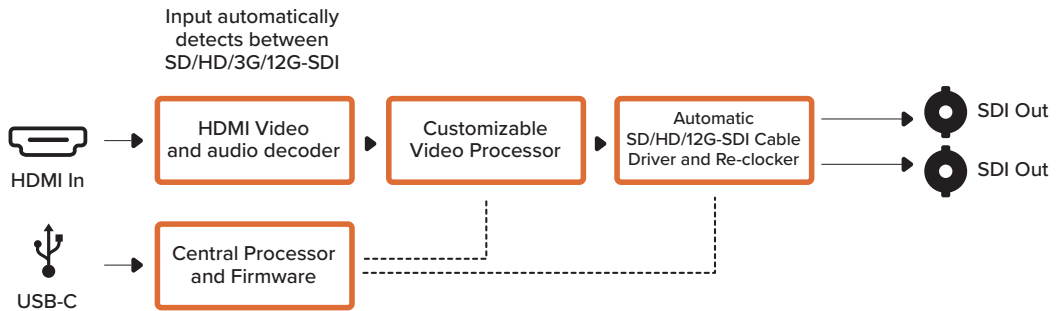 Input automatically
detects between
SD/HD/3G/12G-SDI
HDMI In
HDMI Video
and audio decoder
Customizable
Video Processor
Automatic
SD/HD/12G-SDI Cable
Driver and Re-clocker
SDI Out
SDI Out
USB-C
Central Processor
and Firmware